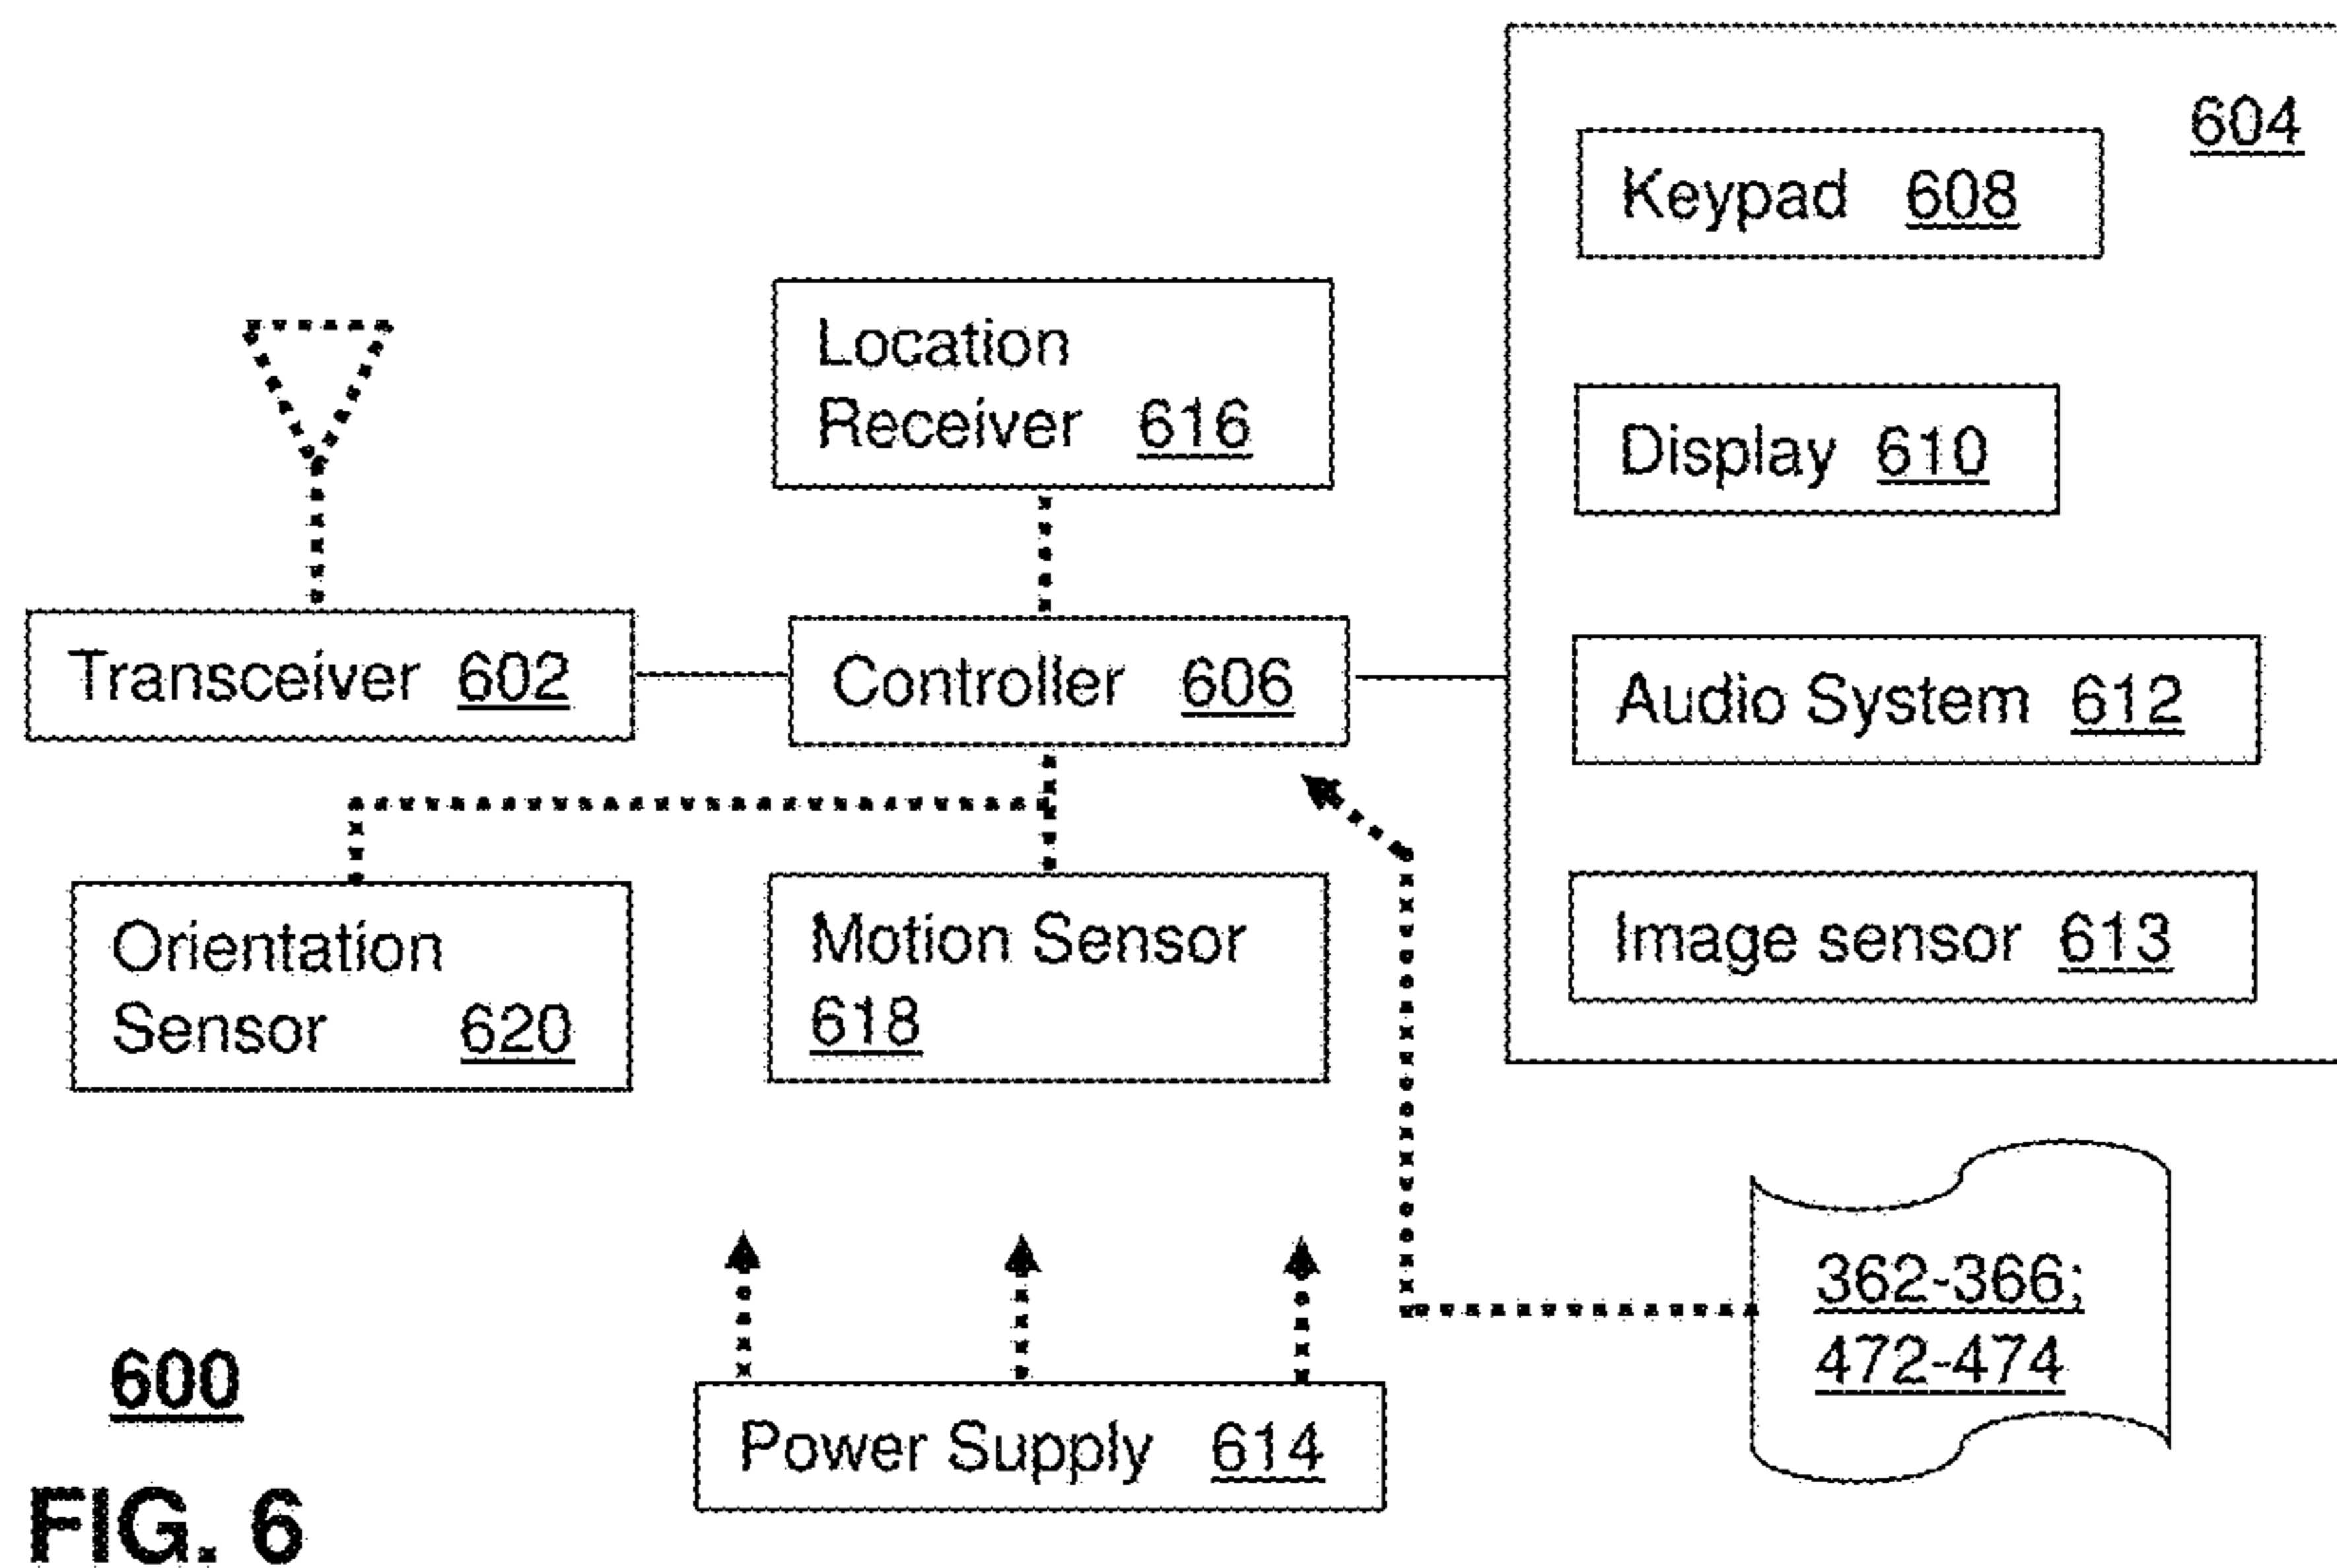 604
Keypad 608
Location
Receiver 616
Display 610
Transceiver 602
Controller 606
Audio System 612
Orientation
Sensor 620
Motion Sensor
618
Image sensor 613
362-366;
472-474
Power Supply 614
600
FIG. 6